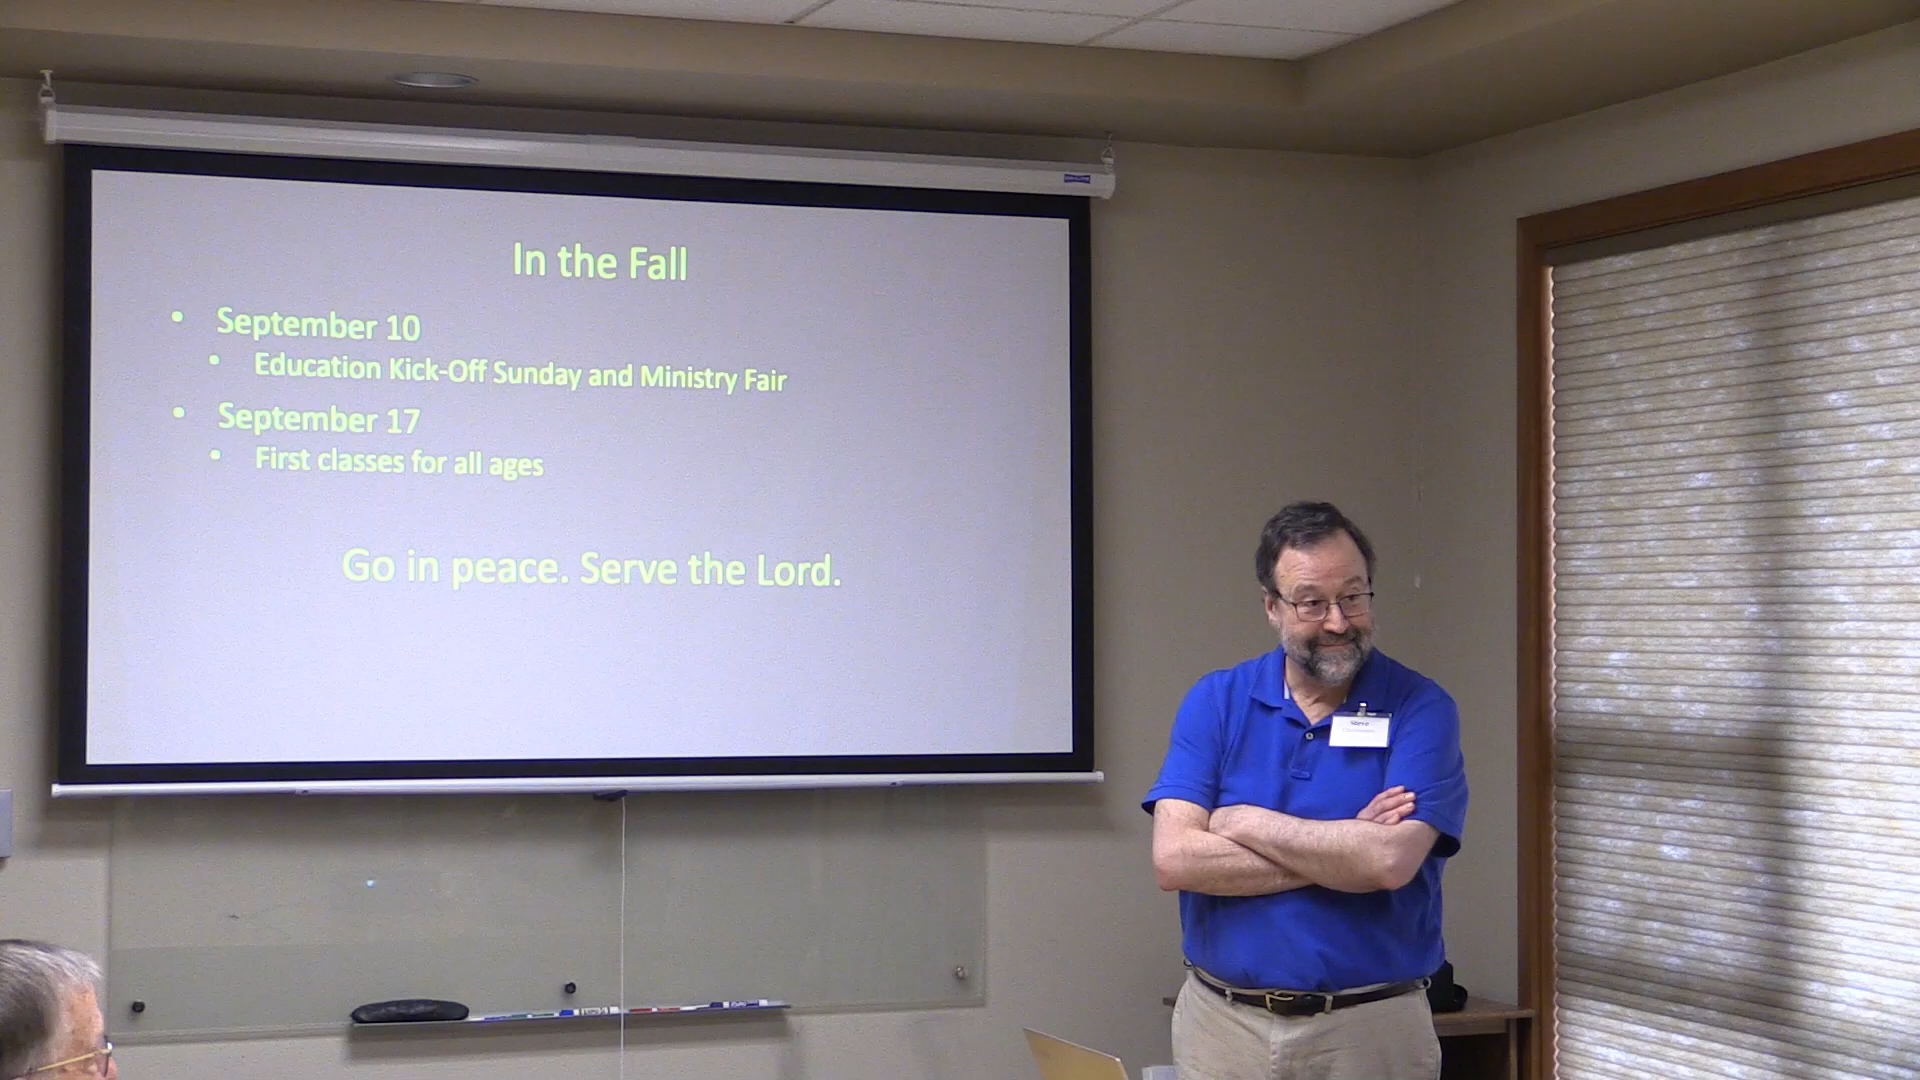 In the Fall
• September 10
• Education Kick-Off Sunday and Ministry Fair
• September 17
• First classes for all ages
Go in peace. Serve the Lord.